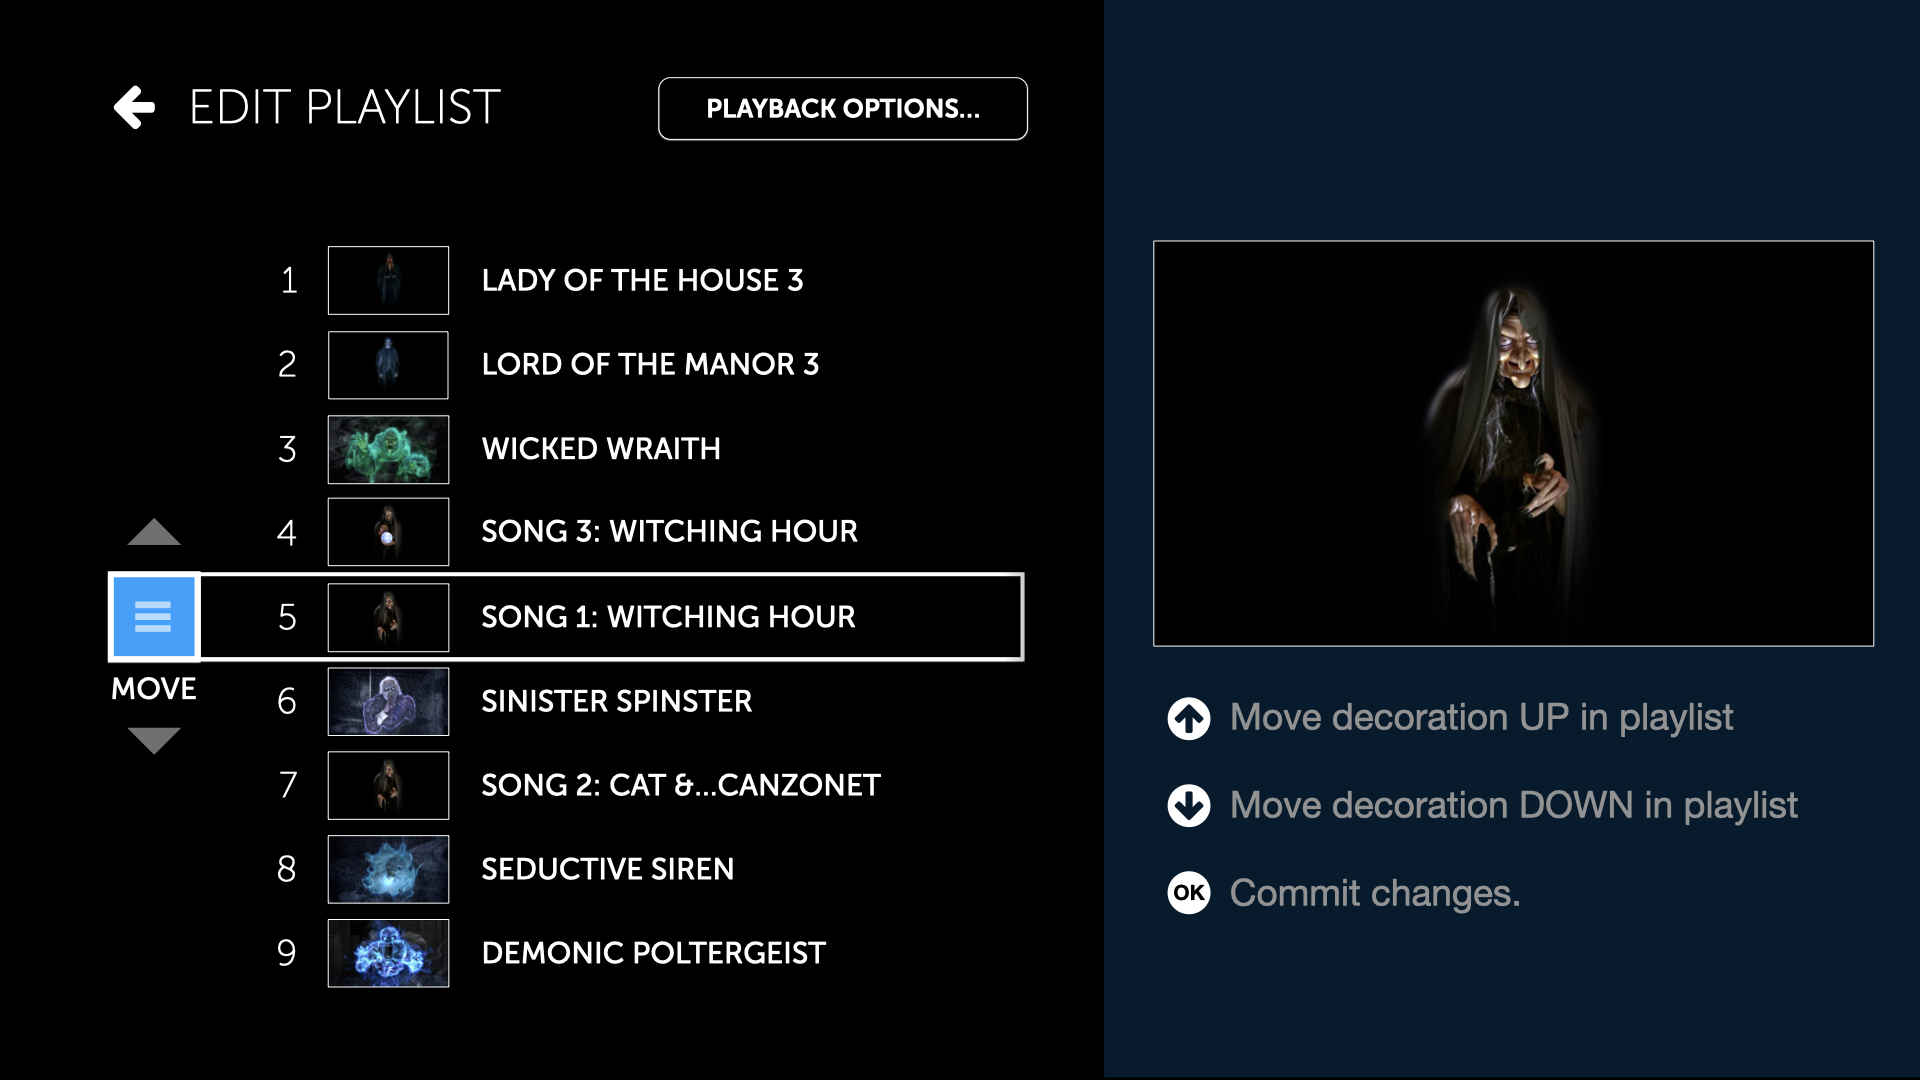 EDIT PLAYLIST
PLAYBACK OPTIONS...
1 LADY OF THE HOUSE 3
2 LORD OF THE MANOR 3
3 WICKED WRAITH
4 SONG 3: WITCHING HOUR
5 SONG 1: WITCHING HOUR
MOVE
6 SINISTER SPINSTER
7 SONG 2: CAT &...CANZONET
8 SEDUCTIVE SIREN
9 DEMONIC POLTERGEIST
Move decoration UP in playlist
Move decoration DOWN in playlist
OK Commit changes.